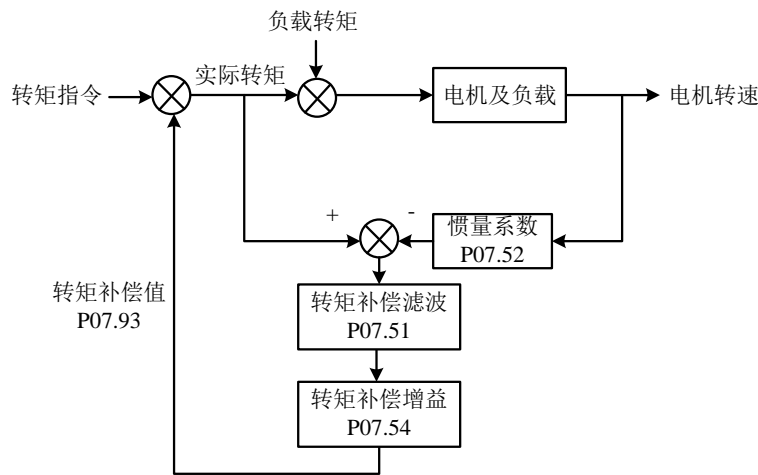 负载转矩
转矩指令
实际转矩
电机及负载
电机转速
+
-
惯量系数
P07.52
转矩补偿值
P07.93
转矩补偿滤波
P07.51
转矩补偿增益
P07.54